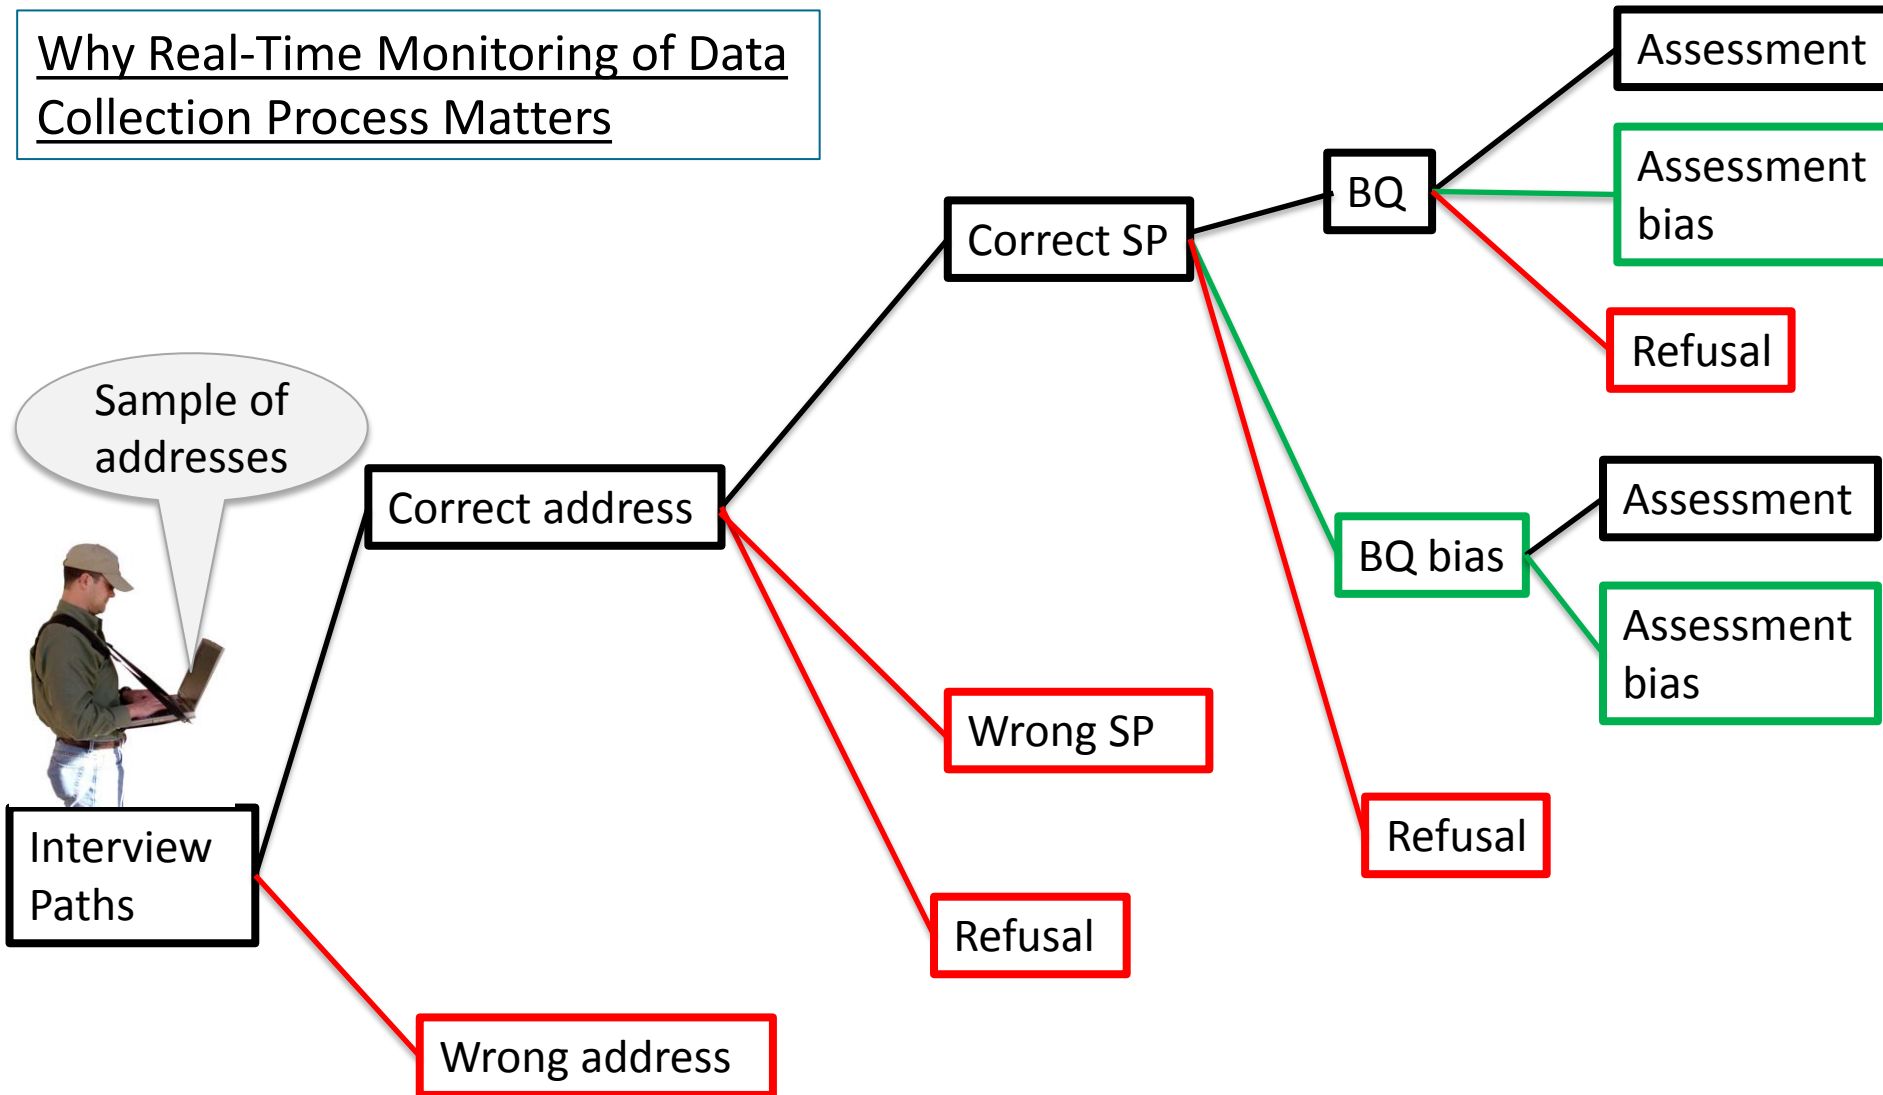 Why Real-Time Monitoring of Data
Collection Process Matters
Sample of
addresses
Interview
Paths
Correct address
Wrong address
Correct SP
Wrong SP
Refusal
BQ
BQ bias
Refusal
Assessment
Assessment
bias
Refusal
Assessment
Assessment
bias